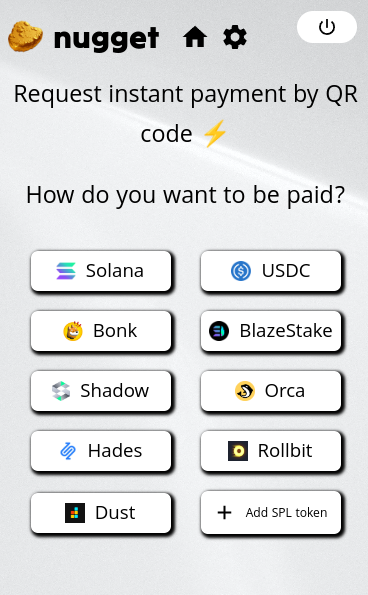 nugget
Request instant payment by QR
code ⚡
How do you want to be paid?
Solana
USDC
Bonk
BlazeStake
Shadow
Orca
Hades
Rollbit
Dust
Add SPL token